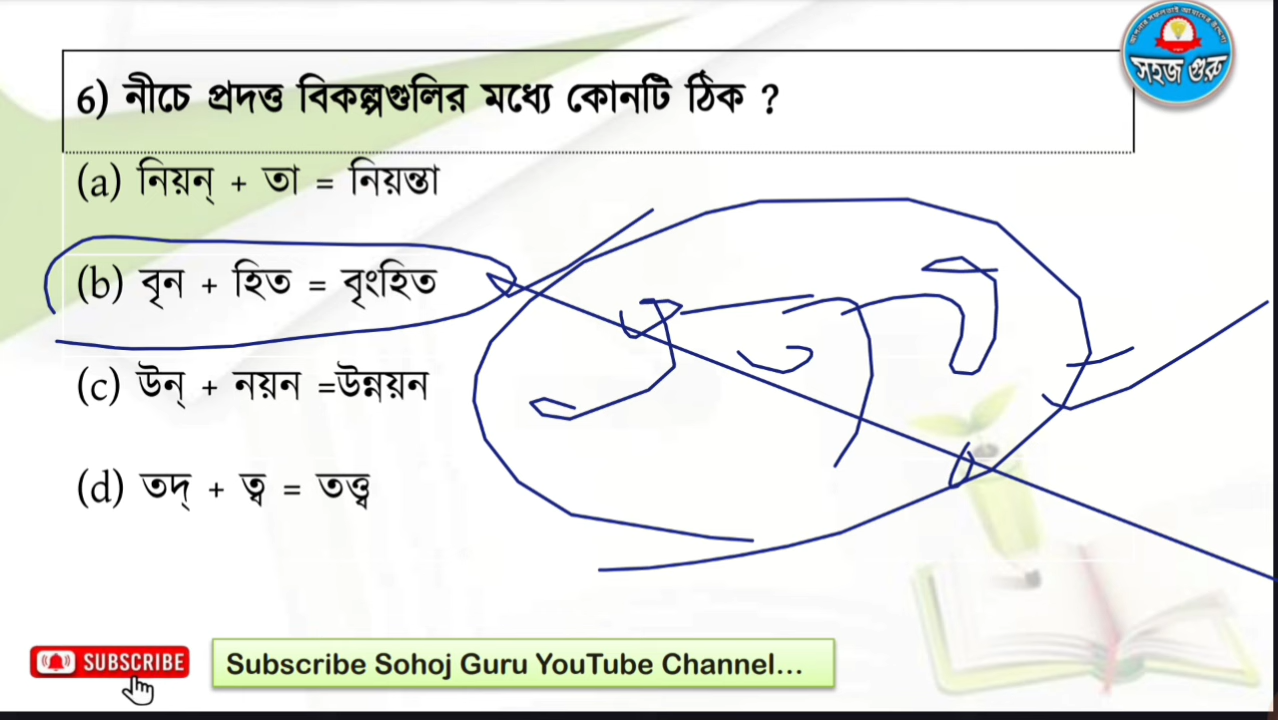 সহজ গুরু
6) নীচে প্রদত্ত বিকল্পগুলির মধ্যে কোনটি ঠিক ?
(a) নিয়ন্ + তা = নিয়ন্তা
(b) বৃন + হিত = বৃংহিত
(c) উন্ + নয়ন =উন্নয়ন
(d) তদ্ + ত্ব = তত্ত্ব
SUBSCRIBE
Subscribe Sohoj Guru YouTube Channel...